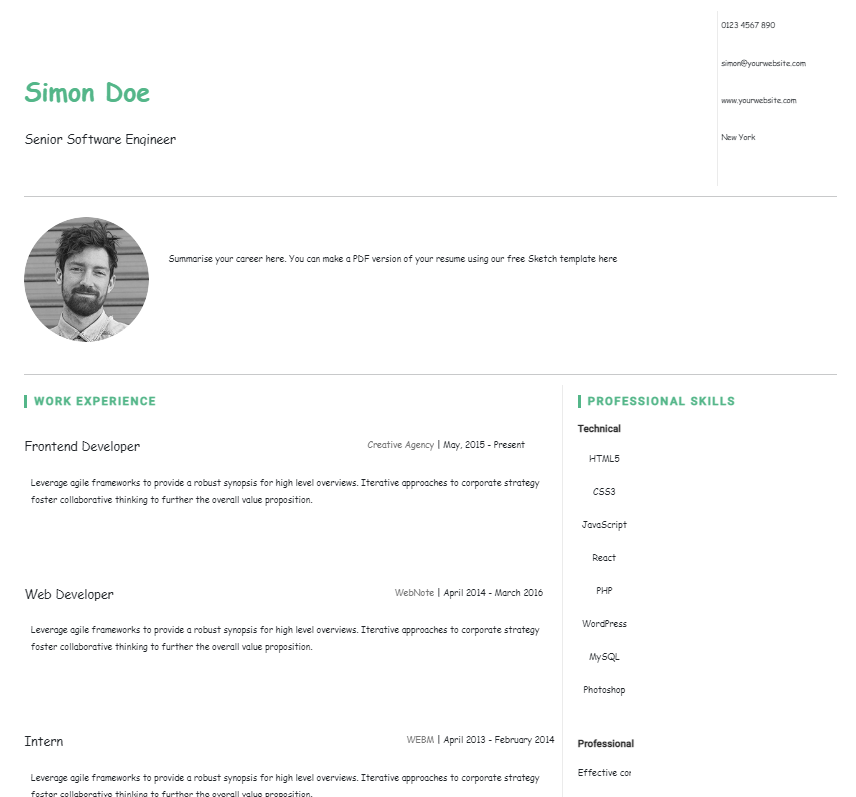 0123 4567 890
simon@yourwebsite.com
www.yourwebsite.com
New York
Simon Doe
Senior Software Engineer
Summarise your career here. You can make a PDF version of your resume using our free Sketch template here
WORK EXPERIENCE
Frontend Developer
Creative Agency | May, 2015 - Present
Leverage agile frameworks to provide a robust synopsis for high level overviews. Iterative approaches to corporate strategy
foster collaborative thinking to further the overall value proposition.
Web Developer
WebNote | April 2014 - March 2016
Leverage agile frameworks to provide a robust synopsis for high level overviews. Iterative approaches to corporate strategy
foster collaborative thinking to further the overall value proposition.
Intern
WEBM | April 2013 - February 2014
Leverage agile frameworks to provide a robust synopsis for high level overviews. Iterative approaches to corporate strategy
foster collaborative thinking to further the overall value proposition.
PROFESSIONAL SKILLS
Technical
HTML5
CSS3
JavaScript
React
PHP
WordPress
MySQL
Photoshop
Professional
Effective